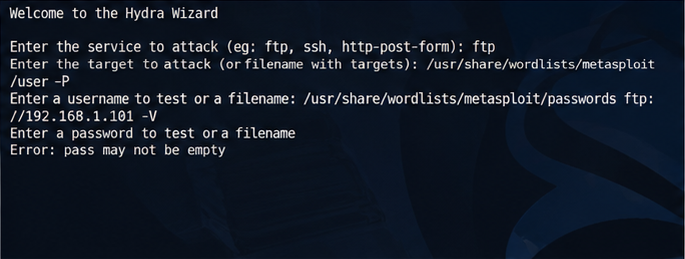 Welcome to the Hydra Wizard
Enter the service to attack (eg: ftp, ssh, http-post-form): ftp
Enter the target to attack (or filename with targets): /usr/share/wordlists/metasploit
/user -P
Enter a username to test or a filename: /usr/share/wordlists/metasploit/passwords ftp:
//192.168.1.101 -V
Enter a password to test or a filename
Error: pass may not be empty